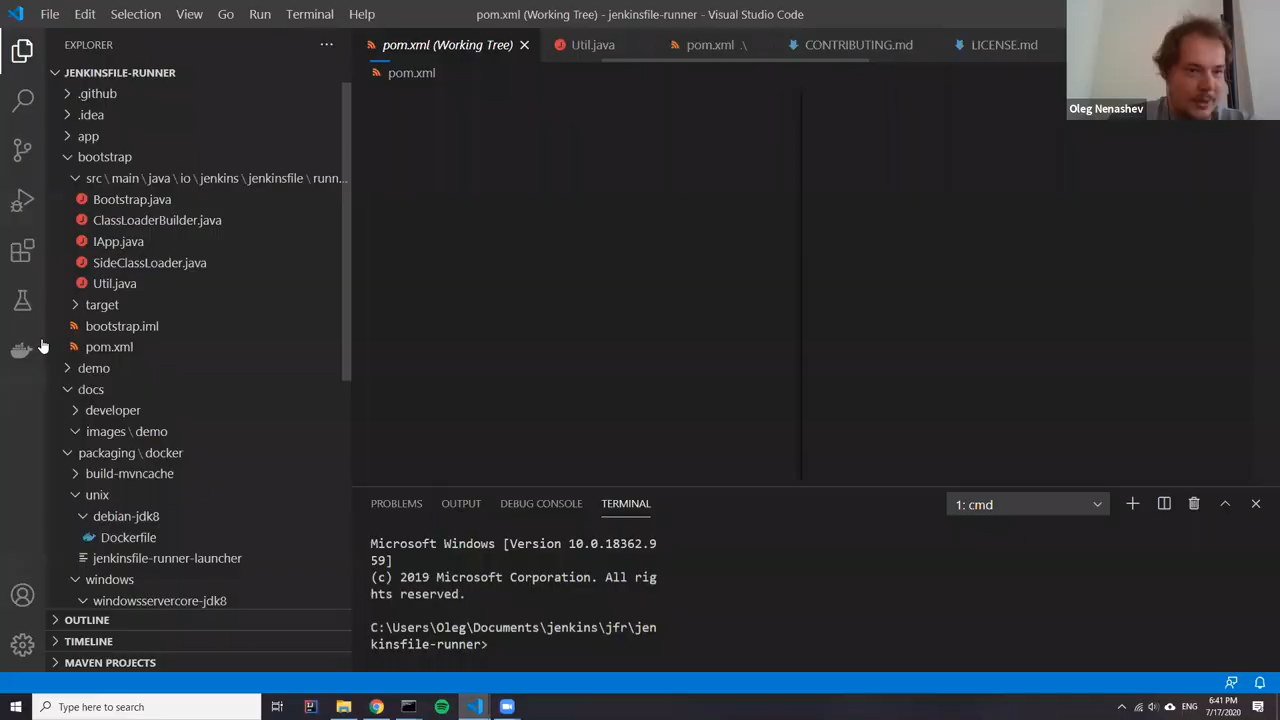 File Edit Selection View Go Run Terminal Help
pom.xml (Working Tree) - jenkinsfile-runner - Visual Studio Code
EXPLORER
pom.xml (Working Tree)
Util.java
pom.xml .\
CONTRIBUTING.md
LICENSE.md
pom.xml
Oleg Nenashev
JENKINSFILE-RUNNER
.github
.idea
app
bootstrap
src\main\java\io\jenkins\jenkinsfile\runn...
Bootstrap.java
ClassLoaderBuilder.java
IApp.java
SideClassLoader.java
Util.java
target
bootstrap.iml
pom.xml
demo
docs
developer
images\demo
packaging\docker
build-mvncache
unix
debian-jdk8
Dockerfile
jenkinsfile-runner-launcher
windows
windowsservercore-jdk8
OUTLINE
TIMELINE
MAVEN PROJECTS
PROBLEMS OUTPUT DEBUG CONSOLE TERMINAL
1: cmd
Microsoft Windows [Version 10.0.18362.9
59]
(c) 2019 Microsoft Corporation. All rig
hts reserved.
C:\Users\Oleg\Documents\jenkins\jfr\jen
kinsfile-runner>
Type here to search
ENG
6:41 PM
7/17/2020